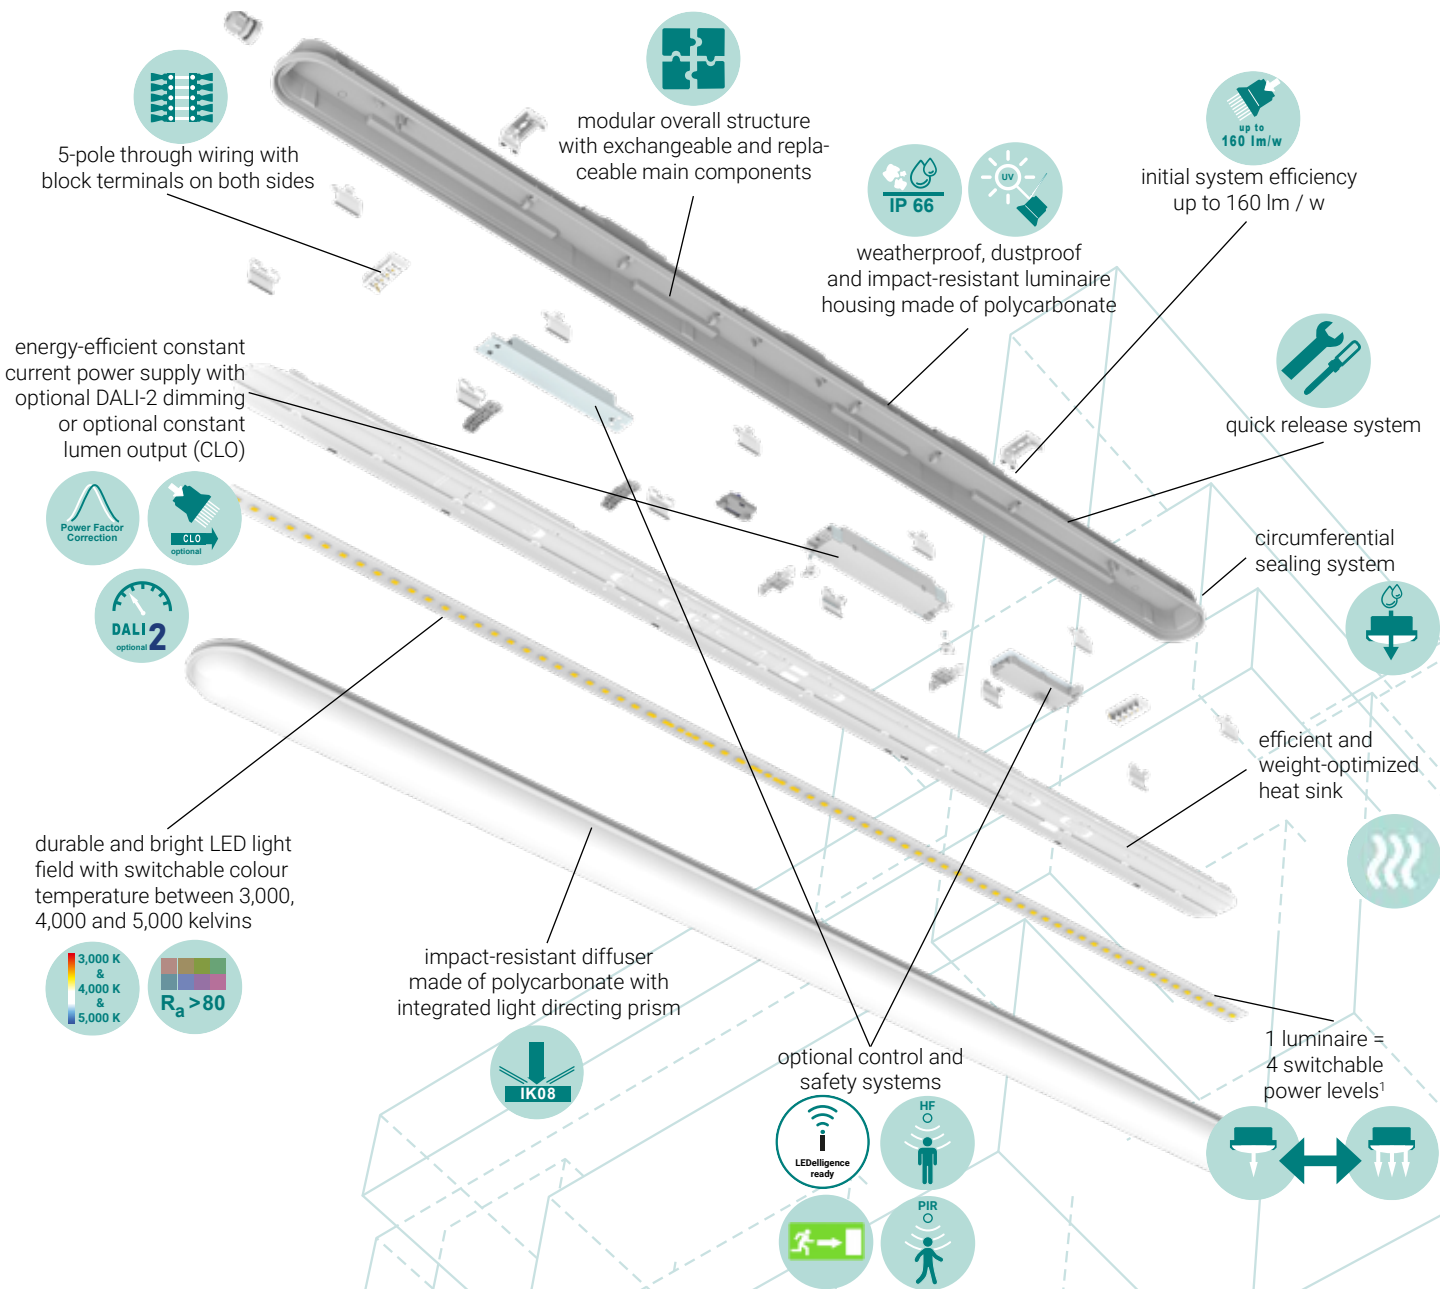 5-pole through wiring with
block terminals on both sides
modular overall structure
with exchangeable and repla-
ceable main components
IP 66
UV
weatherproof, dustproof
and impact-resistant luminaire
housing made of polycarbonate
up to
160 lm/w
initial system efficiency
up to 160 lm / w
quick release system
energy-efficient constant
current power supply with
optional DALI-2 dimming
or optional constant
lumen output (CLO)
Power Factor
Correction
CLO
optional
DALI 2
optional
circumferential
sealing system
efficient and
weight-optimized
heat sink
durable and bright LED light
field with switchable colour
temperature between 3,000,
4,000 and 5,000 kelvins
3,000 K
&
4,000 K
&
5,000 K
Ra >80
impact-resistant diffuser
made of polycarbonate with
integrated light directing prism
IK08
optional control and
safety systems
LEDelligence
ready
HF
PIR
1 luminaire =
4 switchable
power levels¹